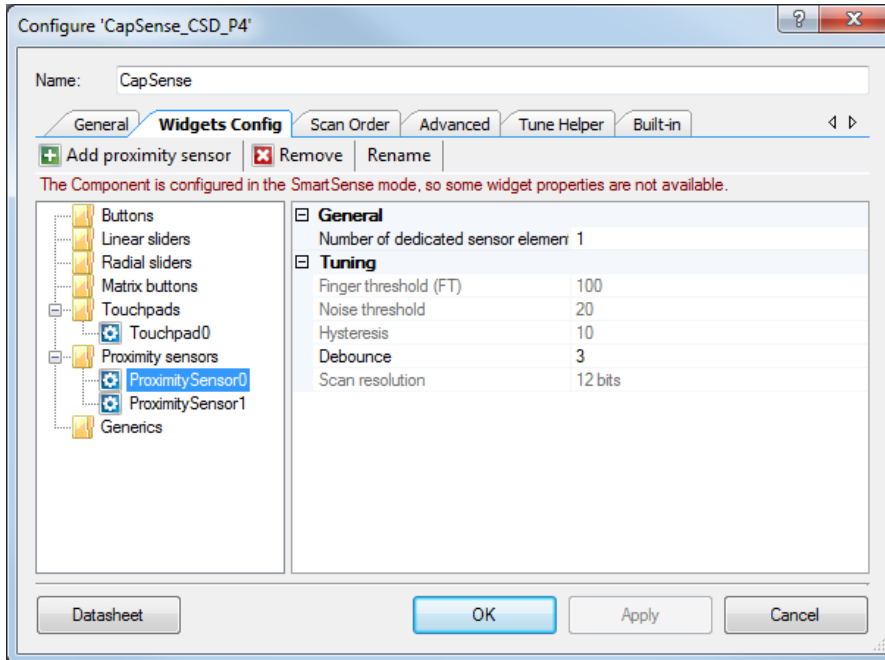 Configure 'CapSense_CSD_P4'
Name: CapSense
General Widgets Config Scan Order Advanced Tune Helper Built-in
Add proximity sensor Remove Rename
The Component is configured in the SmartSense mode, so some widget properties are not available.
Buttons
Linear sliders
Radial sliders
Matrix buttons
Touchpads
Touchpad0
Proximity sensors
ProximitySensor0
ProximitySensor1
Generics
General
Number of dedicated sensor elemen 1
Tuning
Finger threshold (FT) 100
Noise threshold 20
Hysteresis 10
Debounce 3
Scan resolution 12 bits
Datasheet OK Apply Cancel